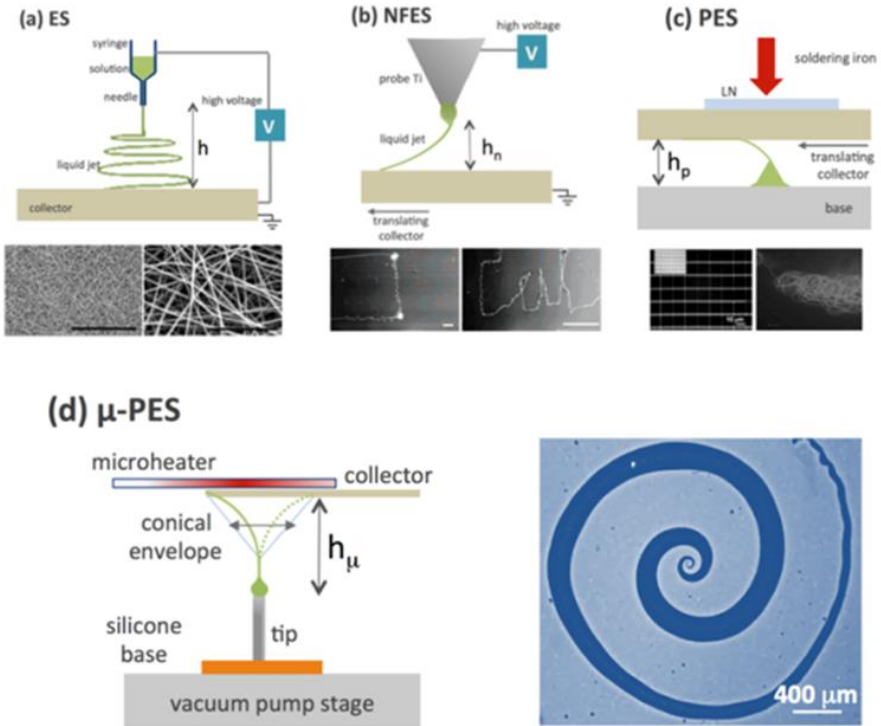 (a) ES
syringe
solution
needle
high voltage
V
h
liquid jet
collector
(b) NFES
high voltage
V
probe Ti
liquid jet
hn
translating
collector
(c) PES
soldering iron
LN
hp
translating
collector
base
(d) μ-PES
microheater
collector
conical
envelope
hμ
silicone
base
tip
vacuum pump stage
400 μm